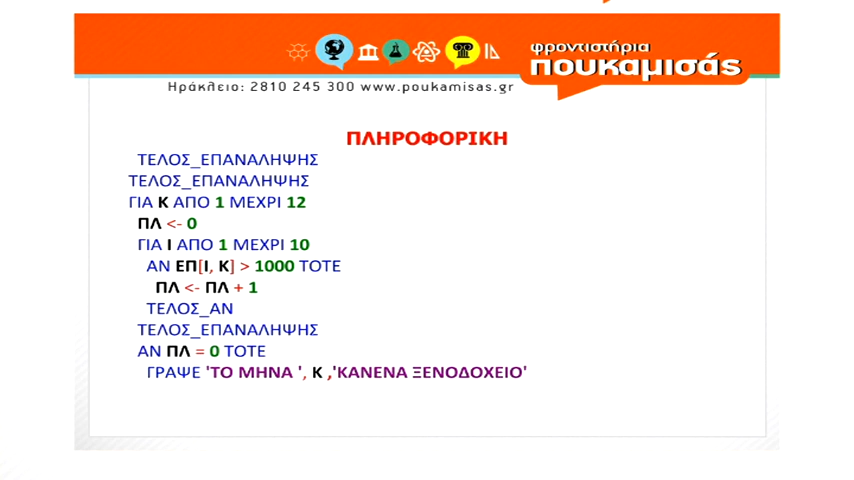 φροντιστήρια
πουκαμισάς
Ηράκλειο: 2810 245 300 www.poukamisas.gr
ΠΛΗΡΟΦΟΡΙΚΗ
ΤΕΛΟΣ_ΕΠΑΝΑΛΗΨΗΣ
ΤΕΛΟΣ_ΕΠΑΝΑΛΗΨΗΣ
ΓΙΑ Κ ΑΠΟ 1 ΜΕΧΡΙ 12
ΠΛ <- 0
ΓΙΑ Ι ΑΠΟ 1 ΜΕΧΡΙ 10
ΑΝ ΕΠ[Ι, Κ] > 1000 ΤΟΤΕ
ΠΛ <- ΠΛ + 1
ΤΕΛΟΣ_ΑΝ
ΤΕΛΟΣ_ΕΠΑΝΑΛΗΨΗΣ
ΑΝ ΠΛ = 0 ΤΟΤΕ
ΓΡΑΨΕ 'ΤΟ ΜΗΝΑ ', Κ ,'ΚΑΝΕΝΑ ΞΕΝΟΔΟΧΕΙΟ'